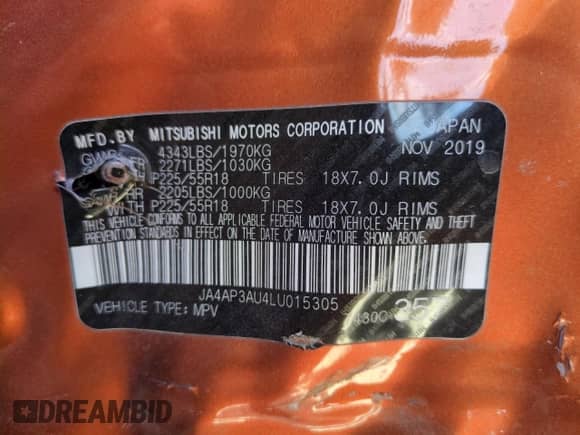 MFD. BY MITSUBISHI MOTORS CORPORATION JAPAN
4343LBS/1970KG NOV 2019
2271LBS/1030KG
P225/55R18 TIRES 18X7.0J RIMS
2205LBS/1000KG
WITH P225/55R18 TIRES 18X7.0J RIMS
THIS VEHICLE CONFORMS TO ALL APPLICABLE FEDERAL MOTOR VEHICLE SAFETY AND THEFT
PREVENTION STANDARDS IN EFFECT ON THE DATE OF MANUFACTURE SHOWN ABOVE.
JA4AP3AU4LU015305
VEHICLE TYPE: MPV
DREAMBID